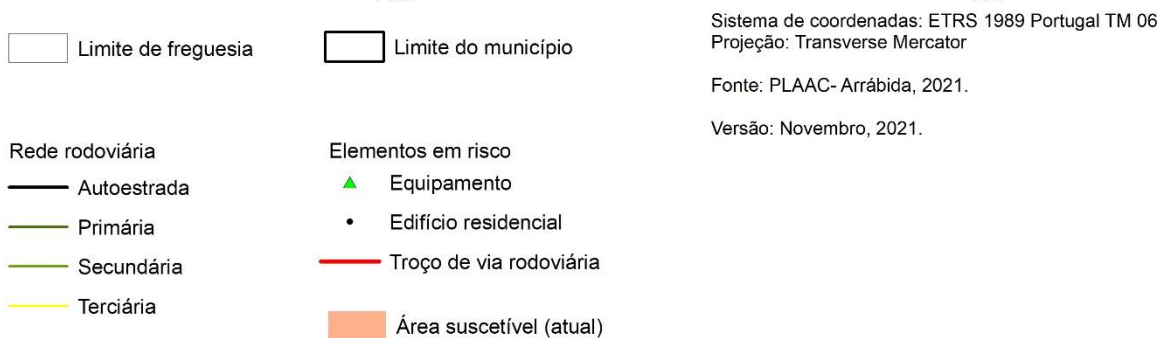 Limite de freguesia
Limite do município
Sistema de coordenadas: ETRS 1989 Portugal TM 06
Projeção: Transverse Mercator
Fonte: PLAAC- Arrábida, 2021.
Versão: Novembro, 2021.
Rede rodoviária
Autoestrada
Primária
Secundária
Terciária
Elementos em risco
Equipamento
Edifício residencial
Troço de via rodoviária
Área suscetível (atual)